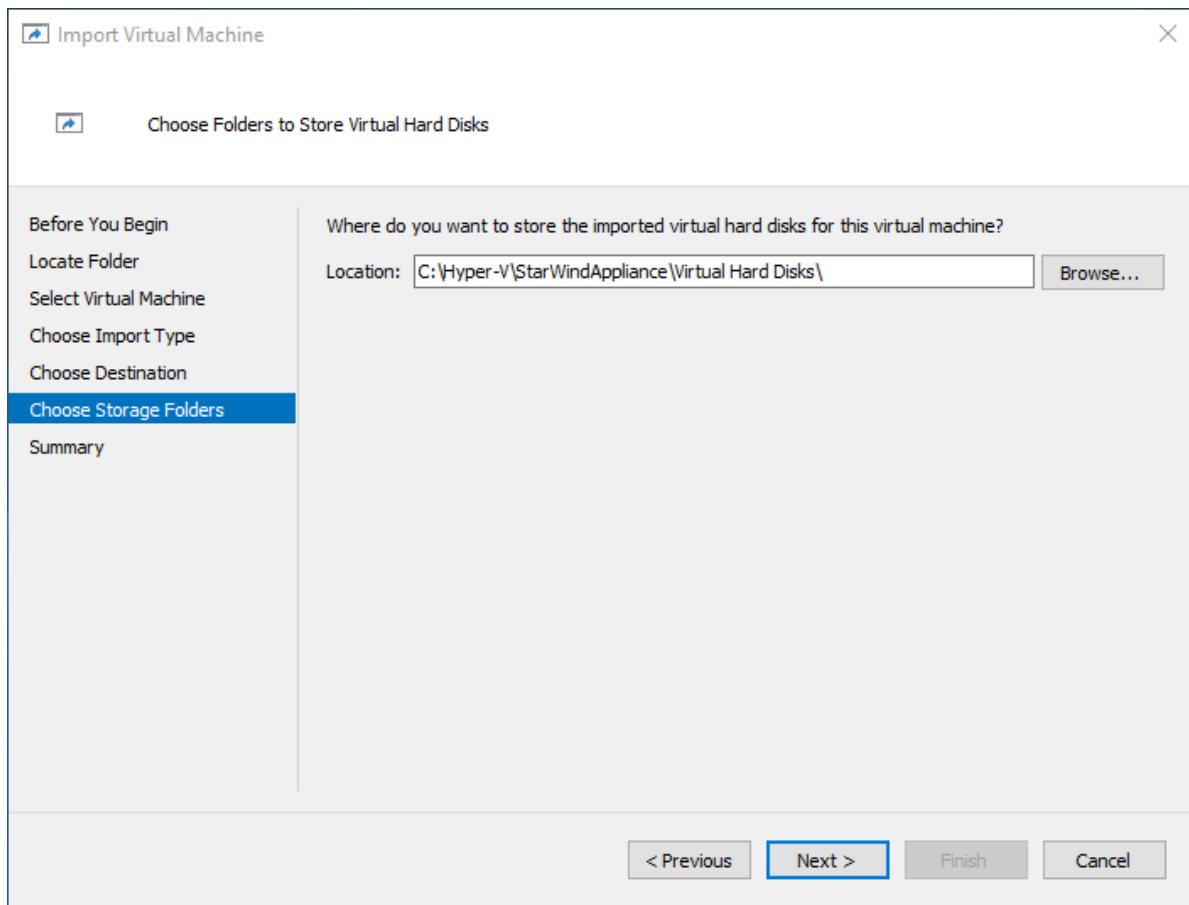 Import Virtual Machine
Choose Folders to Store Virtual Hard Disks
Before You Begin
Locate Folder
Select Virtual Machine
Choose Import Type
Choose Destination
Choose Storage Folders
Summary
Where do you want to store the imported virtual hard disks for this virtual machine?
Location: C:\Hyper-V\StarWindAppliance\Virtual Hard Disks\ Browse...
< Previous Next > Finish Cancel